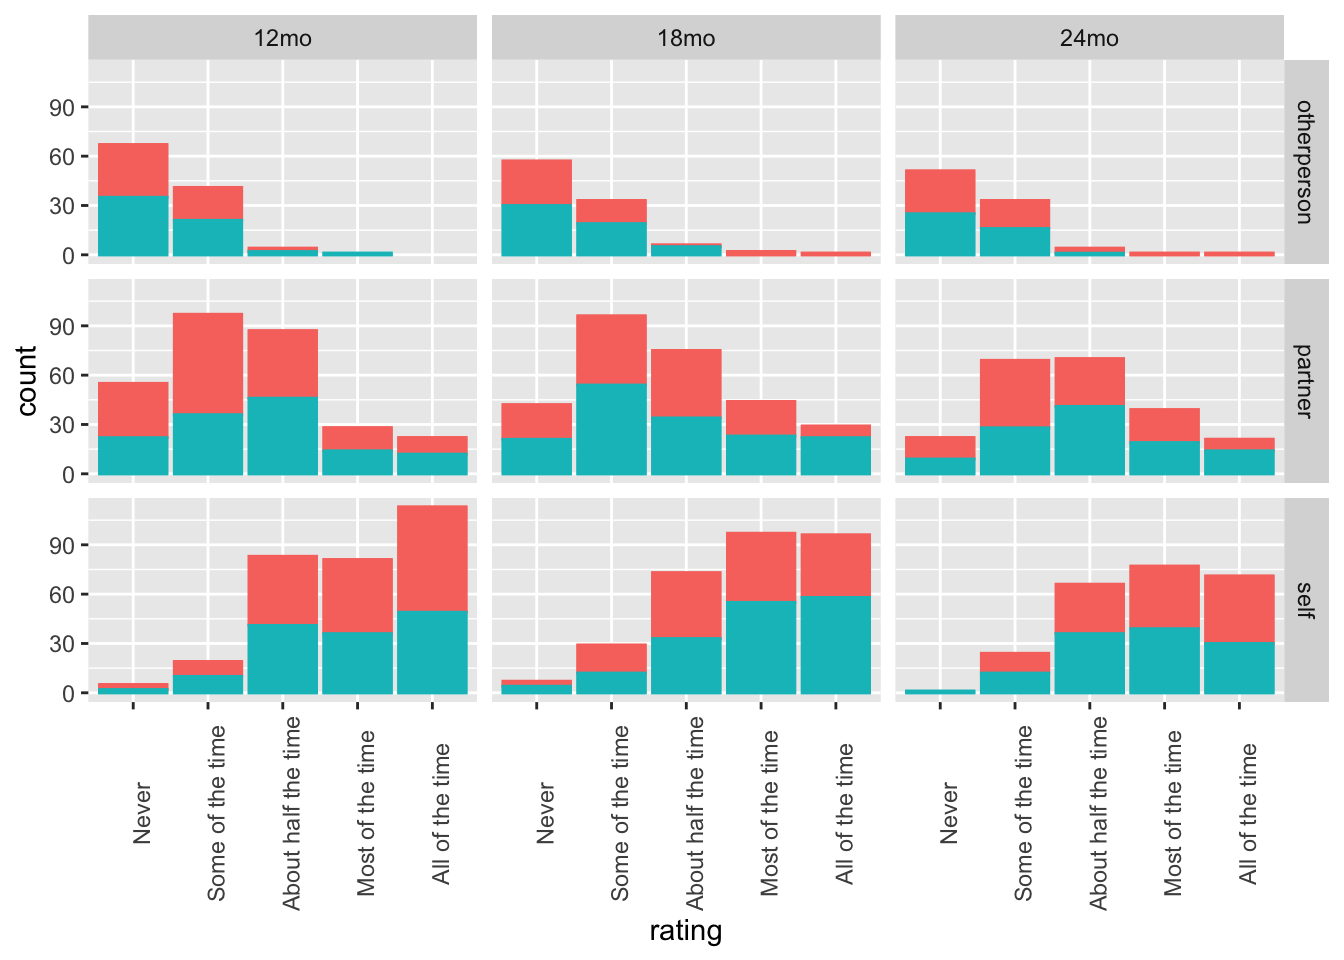 12mo
18mo
24mo
90
60
30
0
otherperson
count
90
60
30
0
partner
90
60
30
0
self
Never
Some of the time
About half the time
Most of the time
All of the time
Never
Some of the time
About half the time
Most of the time
All of the time
Never
Some of the time
About half the time
Most of the time
All of the time
rating